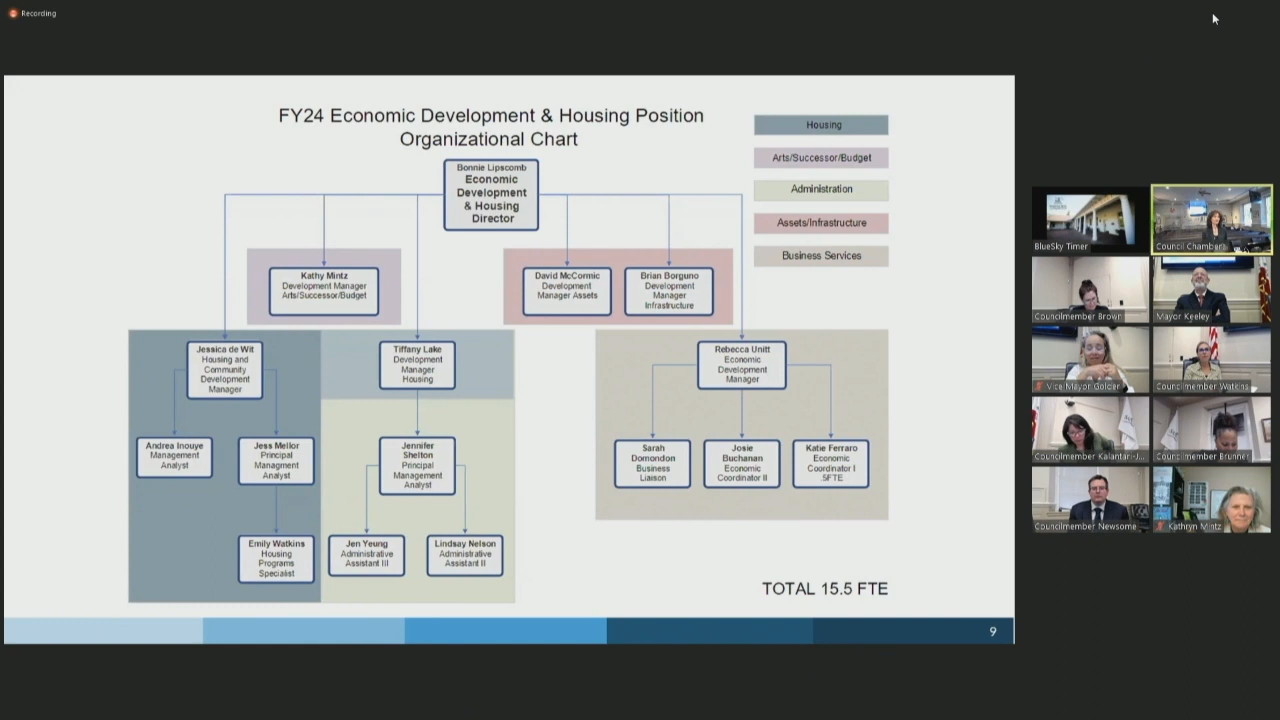 Recording
FY24 Economic Development & Housing Position
Organizational Chart
Housing
Arts/Successor/Budget
Administration
Assets/Infrastructure
Business Services
Bonnie Lipscomb
Economic
Development
& Housing
Director
Kathy Mintz
Development Manager
Arts/Successor/Budget
David McCormic
Development
Manager Assets
Brian Borguno
Development
Manager
Infrastructure
Jessica de Wit
Housing and
Community
Development
Manager
Tiffany Lake
Development
Manager
Housing
Rebecca Unitt
Economic
Development
Manager
Andrea Inouye
Management
Analyst
Jess Mellor
Principal
Managment
Analyst
Jennifer
Shelton
Principal
Management
Analyst
Sarah
Domondon
Business
Liaison
Josie
Buchanan
Economic
Coordinator II
Katie Ferraro
Economic
Coordinator I
.5FTE
Emily Watkins
Housing
Programs
Specialist
Jen Yeung
Administrative
Assistant III
Lindsay Nelson
Administrative
Assistant II
TOTAL 15.5 FTE
9
BlueSky Timer
Council Chambers
Councilmember Brown
Mayor Keeley
Vice Mayor Golder
Councilmember Watkins
Councilmember Kalantari-J...
Councilmember Brunner
Councilmember Newsome
Kathryn Mintz